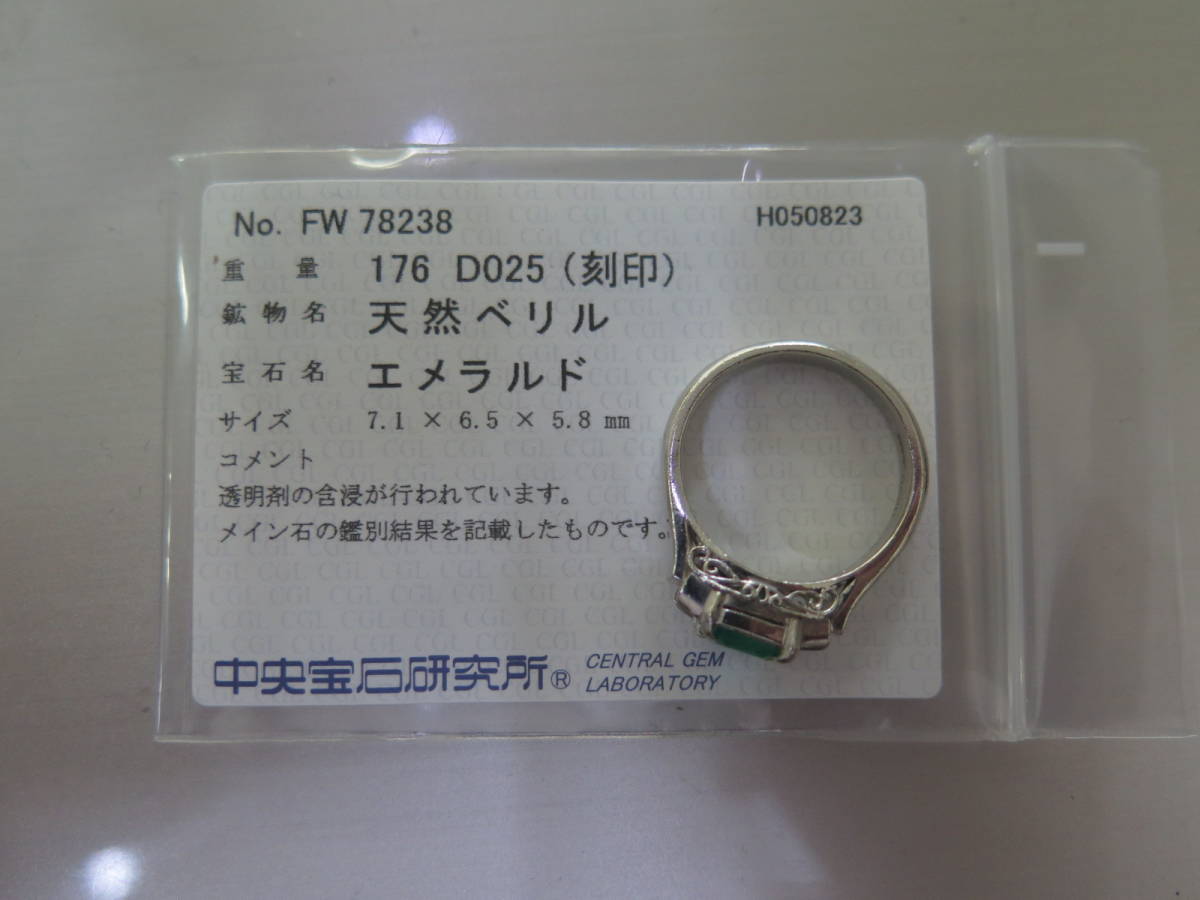 No. FW 78238 H050823
重量 176 D025 (刻印)
鉱物名 天然ベリル
宝石名 エメラルド
サイズ 7.1 × 6.5 × 5.8 mm
コメント
透明剤の含浸が行われています。
メイン石の鑑別結果を記載したものです。
中央宝石研究所® CENTRAL GEM
LABORATORY